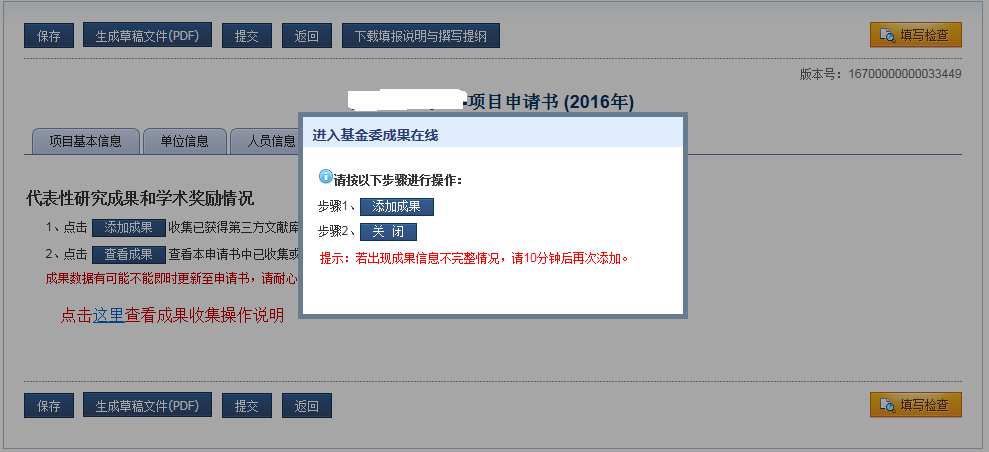 保存 生成草稿文件(PDF) 提交 返回 下载填报说明与撰写提纲 填写检查
版本号：16700000000033449
-项目申请书 (2016年)
项目基本信息 单位信息 人员信息
进入基金委成果在线
请按以下步骤进行操作：
步骤1、 添加成果
步骤2、 关 闭
提示：若出现成果信息不完整情况，请10分钟后再次添加。
代表性研究成果和学术奖励情况
1、点击 添加成果 收集已获得第三方文献库
2、点击 查看成果 查看本申请书中已收集或
成果数据有可能不能即时更新至申请书，请耐心
点击这里查看成果收集操作说明
保存 生成草稿文件(PDF) 提交 返回 填写检查